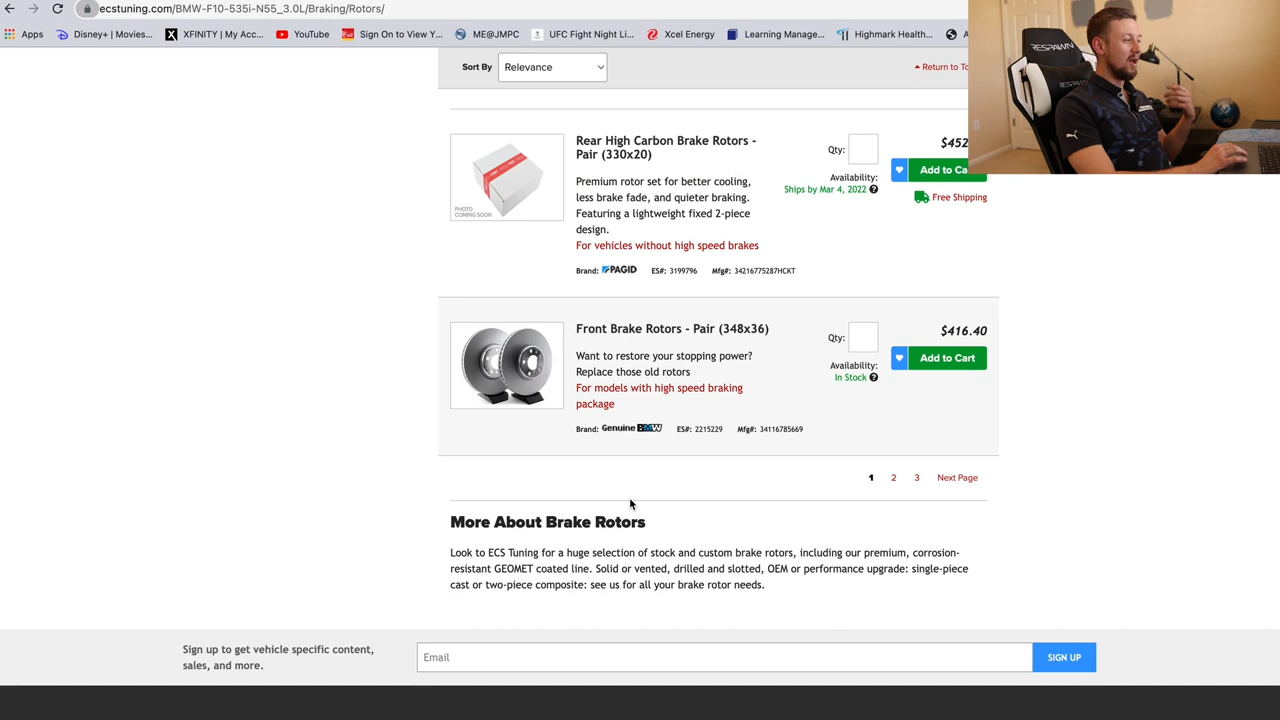 ecstuning.com/BMW-F10-535i-N55_3.0L/Braking/Rotors/
Apps Disney+ | Movies... XFINITY | My Acc... YouTube Sign On to View Y... ME@JMPC UFC Fight Night Li... Xcel Energy Learning Manage... Highmark Health...
Sort By Relevance Return to To
RESPAWN
Rear High Carbon Brake Rotors -
Pair (330x20)
Premium rotor set for better cooling,
less brake fade, and quieter braking.
Featuring a lightweight fixed 2-piece
design.
For vehicles without high speed brakes
Brand: PAGID ES#: 3199796 Mfg#: 34216775287HCKT
PHOTO
COMING SOON
Qty:
Availability:
Ships by Mar 4, 2022
$452
Add to Ca
Free Shipping
Front Brake Rotors - Pair (348x36)
Want to restore your stopping power?
Replace those old rotors
For models with high speed braking
package
Brand: Genuine BMW ES#: 2215229 Mfg#: 34116785669
Qty:
Availability:
In Stock
$416.40
Add to Cart
1 2 3 Next Page
More About Brake Rotors
Look to ECS Tuning for a huge selection of stock and custom brake rotors, including our premium, corrosion-
resistant GEOMET coated line. Solid or vented, drilled and slotted, OEM or performance upgrade: single-piece
cast or two-piece composite: see us for all your brake rotor needs.
Sign up to get vehicle specific content,
sales, and more.
Email
SIGN UP